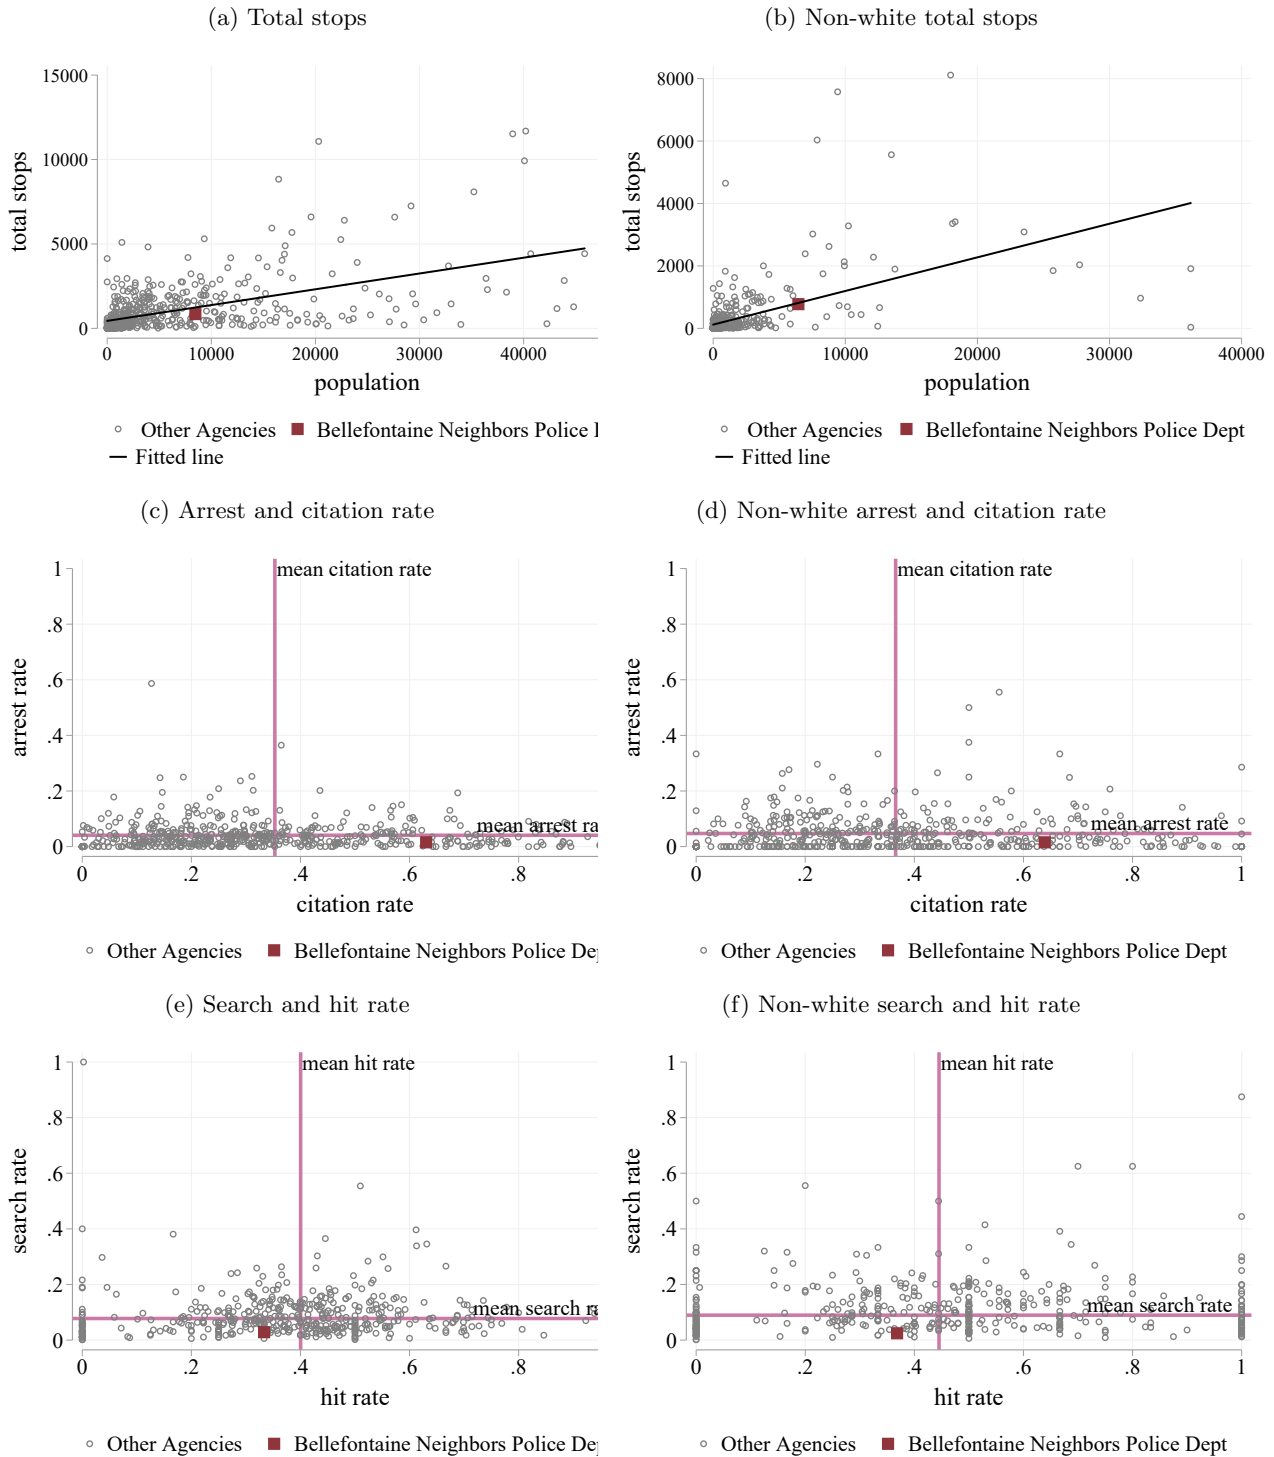 (a) Total stops
15000
10000
5000
0
total stops
0 10000 20000 30000 40000
population
Other Agencies Bellefontaine Neighbors Police
Fitted line
(b) Non-white total stops
8000
6000
4000
2000
0
total stops
0 10000 20000 30000 40000
population
Other Agencies Bellefontaine Neighbors Police Dept
Fitted line
(c) Arrest and citation rate
1
.8
.6
.4
.2
0
arrest rate
mean citation rate
mean arrest ra
0 .2 .4 .6 .8
citation rate
Other Agencies Bellefontaine Neighbors Police De
(d) Non-white arrest and citation rate
1
.8
.6
.4
.2
0
arrest rate
mean citation rate
mean arrest rate
0 .2 .4 .6 .8 1
citation rate
Other Agencies Bellefontaine Neighbors Police Dept
(e) Search and hit rate
1
.8
.6
.4
.2
0
search rate
mean hit rate
mean search ra
0 .2 .4 .6 .8
hit rate
Other Agencies Bellefontaine Neighbors Police De
(f) Non-white search and hit rate
1
.8
.6
.4
.2
0
search rate
mean hit rate
mean search rate
0 .2 .4 .6 .8 1
hit rate
Other Agencies Bellefontaine Neighbors Police Dept